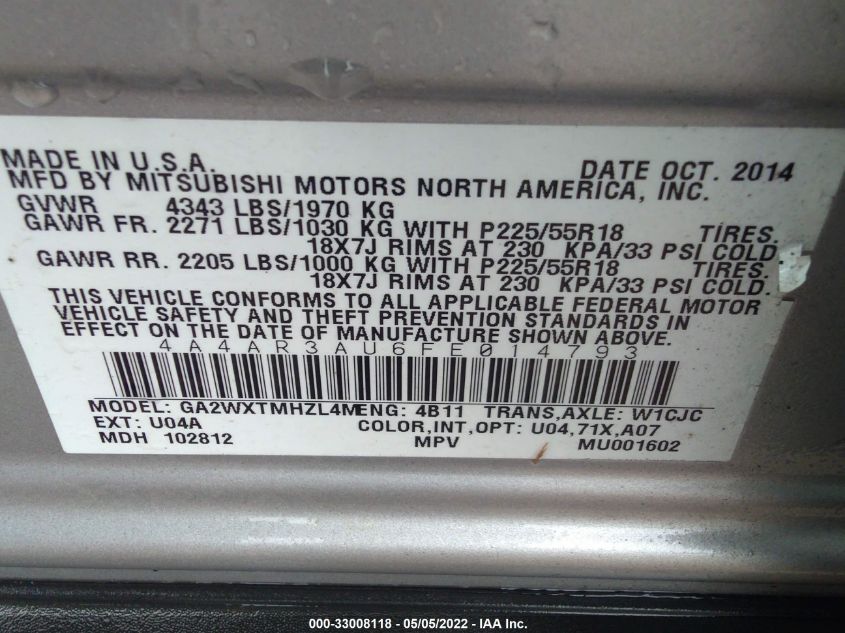 MADE IN U.S.A. DATE OCT. 2014
MFD BY MITSUBISHI MOTORS NORTH AMERICA, INC.
GVWR 4343 LBS/1970 KG
GAWR FR. 2271 LBS/1030 KG WITH P225/55R18 TIRES,
18X7J RIMS AT 230 KPA/33 PSI COLD
GAWR RR. 2205 LBS/1000 KG WITH P225/55R18 TIRES.
18X7J RIMS AT 230 KPA/33 PSI COLD.
THIS VEHICLE CONFORMS TO ALL APPLICABLE FEDERAL MOTOR
VEHICLE SAFETY AND THEFT PREVENTION STANDARDS IN
EFFECT ON THE DATE OF MANUFACTURE SHOWN ABOVE.
4A4AR3AU6FE014793
MODEL: GA2WXTMHZL4M ENG: 4B11 TRANS,AXLE: W1CJC
EXT: U04A COLOR,INT,OPT: U04,71X,A07
MDH 102812 MPV MU001602
000-33008118 - 05/05/2022 - IAA Inc.